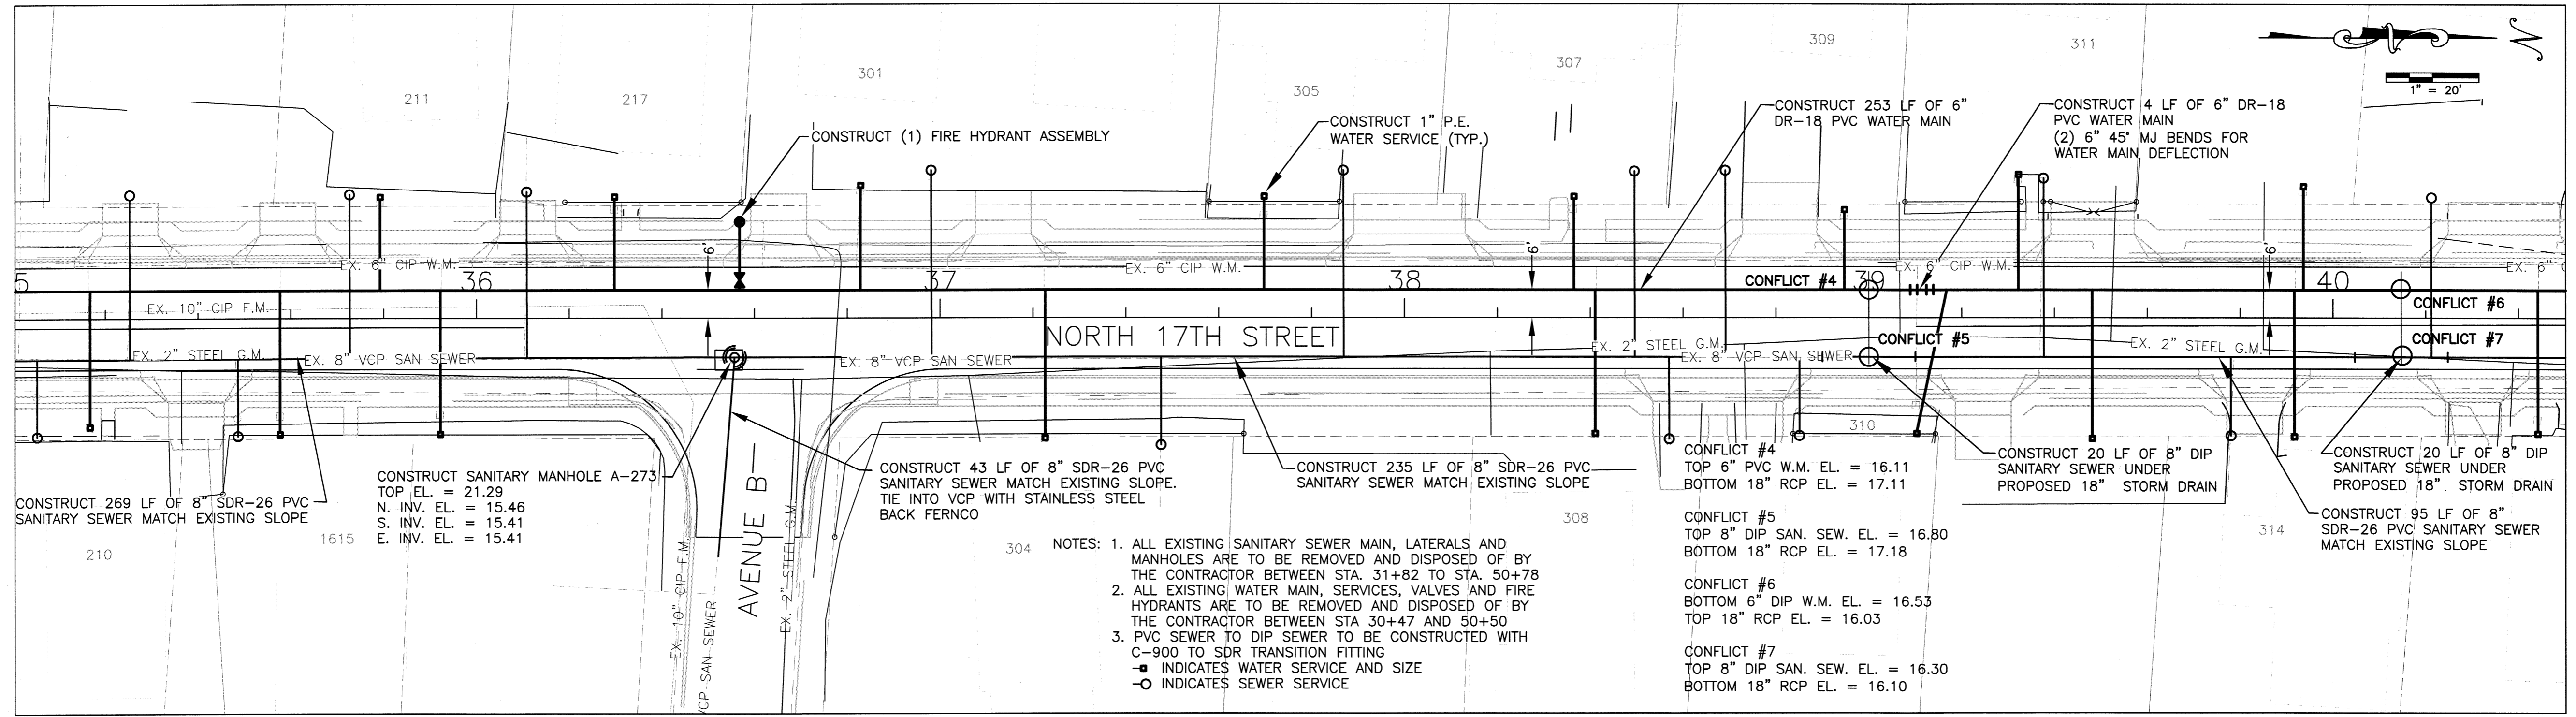 309
311
307
301
305
211
217
1" = 20'
CONSTRUCT (1) FIRE HYDRANT ASSEMBLY
CONSTRUCT 1" P.E.
WATER SERVICE (TYP.)
CONSTRUCT 253 LF OF 6"
DR-18 PVC WATER MAIN
CONSTRUCT 4 LF OF 6" DR-18
PVC WATER MAIN
(2) 6" 45° MJ BENDS FOR
WATER MAIN DEFLECTION
6'
6'
6'
EX. 6" CIP W.M.
EX. 6" CIP W.M.
EX. 6" CIP W.M.
EX. 6"
5
36
37
38
39
40
CONFLICT #4
CONFLICT #6
EX. 10" CIP F.M.
NORTH 17TH STREET
CONFLICT #5
CONFLICT #7
EX. 2" STEEL G.M.
EX. 8" VCP SAN SEWER
EX. 8" VCP SAN SEWER
EX. 2" STEEL G.M.
EX. 8" VCP SAN SEWER
EX. 2" STEEL G.M.
310
CONSTRUCT 269 LF OF 8" SDR-26 PVC
SANITARY SEWER MATCH EXISTING SLOPE
CONSTRUCT SANITARY MANHOLE A-273
TOP EL. = 21.29
N. INV. EL. = 15.46
S. INV. EL. = 15.41
E. INV. EL. = 15.41
CONSTRUCT 43 LF OF 8" SDR-26 PVC
SANITARY SEWER MATCH EXISTING SLOPE.
TIE INTO VCP WITH STAINLESS STEEL
BACK FERNCO
CONSTRUCT 235 LF OF 8" SDR-26 PVC
SANITARY SEWER MATCH EXISTING SLOPE
CONFLICT #4
TOP 6" PVC W.M. EL. = 16.11
BOTTOM 18" RCP EL. = 17.11
CONFLICT #5
TOP 8" DIP SAN. SEW. EL. = 16.80
BOTTOM 18" RCP EL. = 17.18
CONFLICT #6
BOTTOM 6" DIP W.M. EL. = 16.53
TOP 18" RCP EL. = 16.03
CONFLICT #7
TOP 8" DIP SAN. SEW. EL. = 16.30
BOTTOM 18" RCP EL. = 16.10
CONSTRUCT 20 LF OF 8" DIP
SANITARY SEWER UNDER
PROPOSED 18" STORM DRAIN
CONSTRUCT 20 LF OF 8" DIP
SANITARY SEWER UNDER
PROPOSED 18" STORM DRAIN
CONSTRUCT 95 LF OF 8"
SDR-26 PVC SANITARY SEWER
MATCH EXISTING SLOPE
210
1615
304
308
314
EX. 10" CIP F.M.
VCP SAN SEWER
AVENUE B
EX. 2" STEEL G.M.
NOTES: 1. ALL EXISTING SANITARY SEWER MAIN, LATERALS AND
MANHOLES ARE TO BE REMOVED AND DISPOSED OF BY
THE CONTRACTOR BETWEEN STA. 31+82 TO STA. 50+78
2. ALL EXISTING WATER MAIN, SERVICES, VALVES AND FIRE
HYDRANTS ARE TO BE REMOVED AND DISPOSED OF BY
THE CONTRACTOR BETWEEN STA 30+47 AND 50+50
3. PVC SEWER TO DIP SEWER TO BE CONSTRUCTED WITH
C-900 TO SDR TRANSITION FITTING
INDICATES WATER SERVICE AND SIZE
INDICATES SEWER SERVICE